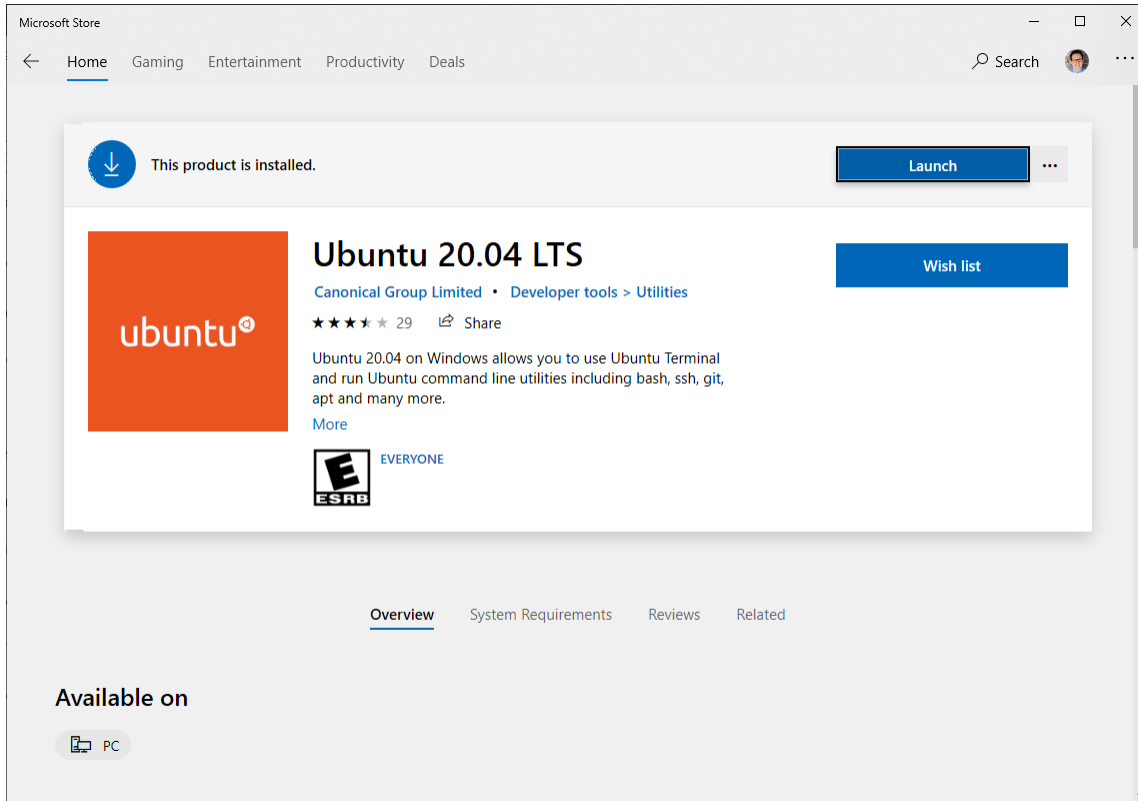 Microsoft Store
Home Gaming Entertainment Productivity Deals Search
This product is installed. Launch
ubuntu
Ubuntu 20.04 LTS
Wish list
Canonical Group Limited • Developer tools > Utilities
29 Share
Ubuntu 20.04 on Windows allows you to use Ubuntu Terminal
and run Ubuntu command line utilities including bash, ssh, git,
apt and many more.
More
E EVERYONE
ESRB
Overview System Requirements Reviews Related
Available on
PC